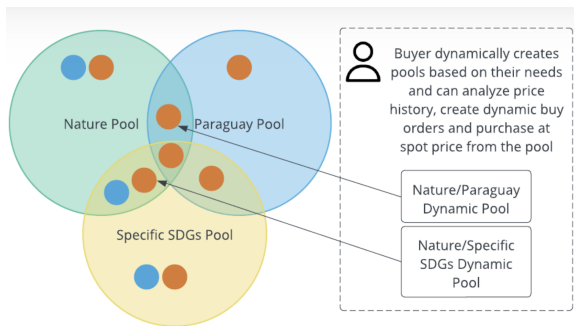 Nature Pool
Paraguay Pool
Specific SDGs Pool
Buyer dynamically creates
pools based on their needs
and can analyze price
history, create dynamic buy
orders and purchase at
spot price from the pool
Nature/Paraguay
Dynamic Pool
Nature/Specific
SDGs Dynamic
Pool